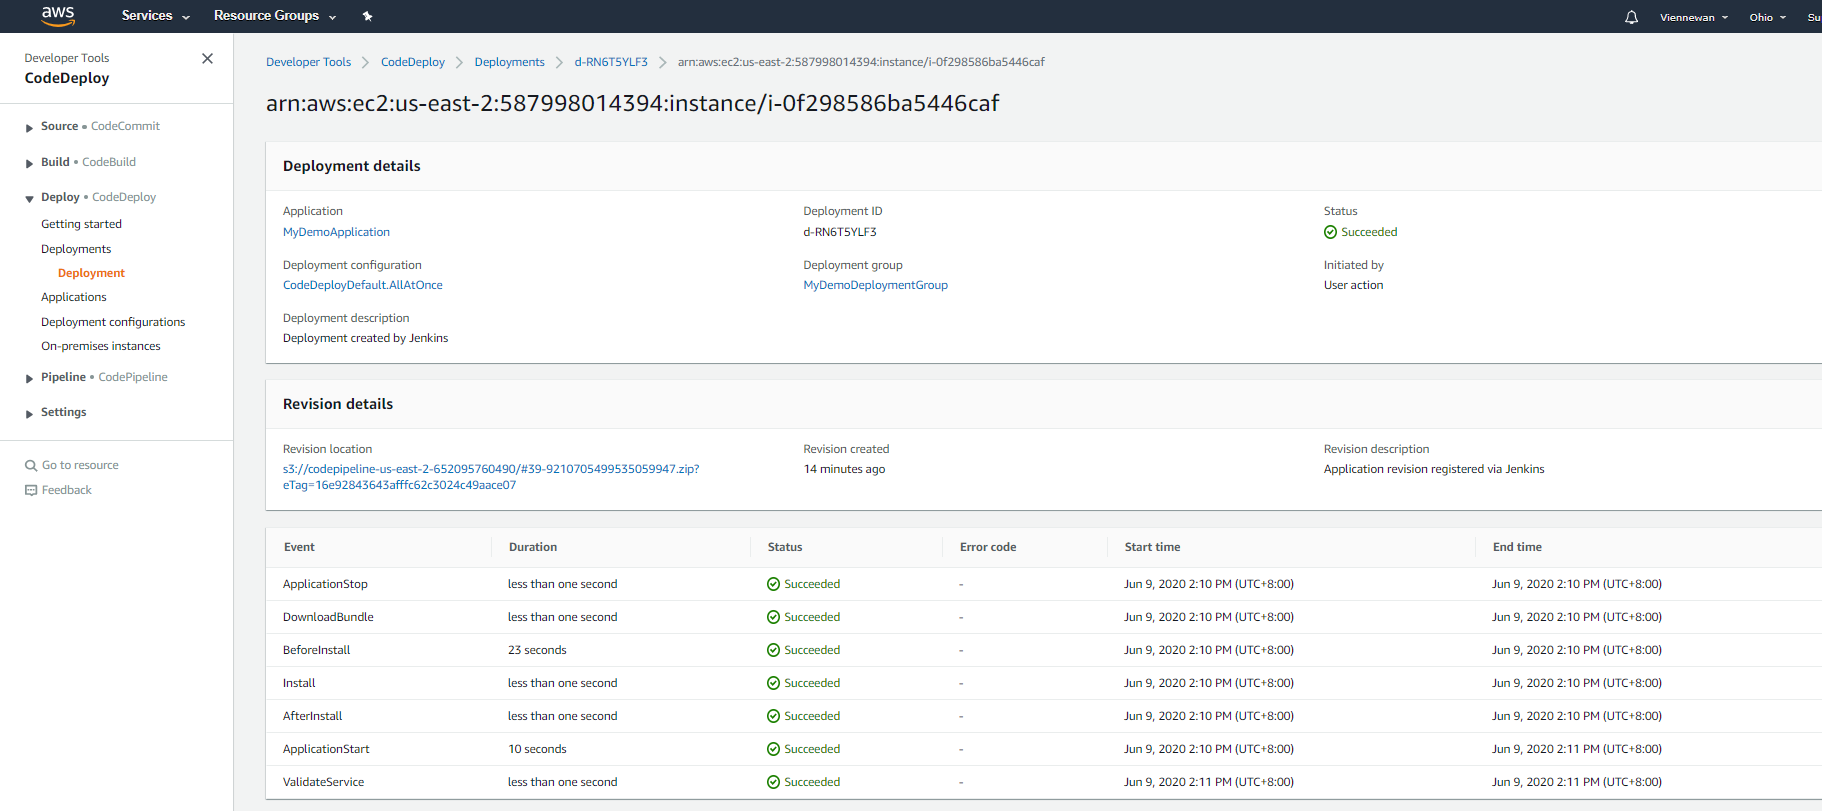 aws Services Resource Groups Viennewan Ohio Su
Developer Tools
CodeDeploy
Source • CodeCommit
Build • CodeBuild
Deploy • CodeDeploy
Getting started
Deployments
Deployment
Applications
Deployment configurations
On-premises instances
Pipeline • CodePipeline
Settings
Go to resource
Feedback
Developer Tools > CodeDeploy > Deployments > d-RN6T5YLF3 > arn:aws:ec2:us-east-2:587998014394:instance/i-0f298586ba5446caf
arn:aws:ec2:us-east-2:587998014394:instance/i-0f298586ba5446caf
Deployment details
Application Deployment ID Status
MyDemoApplication d-RN6T5YLF3 Succeeded
Deployment configuration Deployment group Initiated by
CodeDeployDefault.AllAtOnce MyDemoDeploymentGroup User action
Deployment description
Deployment created by Jenkins
Revision details
Revision location Revision created Revision description
s3://codepipeline-us-east-2-652095760490/#39-9210705499535059947.zip? 14 minutes ago Application revision registered via Jenkins
eTag=16e92843643afffc62c3024c49aace07
Event Duration Status Error code Start time End time
ApplicationStop less than one second Succeeded - Jun 9, 2020 2:10 PM (UTC+8:00) Jun 9, 2020 2:10 PM (UTC+8:00)
DownloadBundle less than one second Succeeded - Jun 9, 2020 2:10 PM (UTC+8:00) Jun 9, 2020 2:10 PM (UTC+8:00)
BeforeInstall 23 seconds Succeeded - Jun 9, 2020 2:10 PM (UTC+8:00) Jun 9, 2020 2:10 PM (UTC+8:00)
Install less than one second Succeeded - Jun 9, 2020 2:10 PM (UTC+8:00) Jun 9, 2020 2:10 PM (UTC+8:00)
AfterInstall less than one second Succeeded - Jun 9, 2020 2:10 PM (UTC+8:00) Jun 9, 2020 2:10 PM (UTC+8:00)
ApplicationStart 10 seconds Succeeded - Jun 9, 2020 2:10 PM (UTC+8:00) Jun 9, 2020 2:11 PM (UTC+8:00)
ValidateService less than one second Succeeded - Jun 9, 2020 2:11 PM (UTC+8:00) Jun 9, 2020 2:11 PM (UTC+8:00)